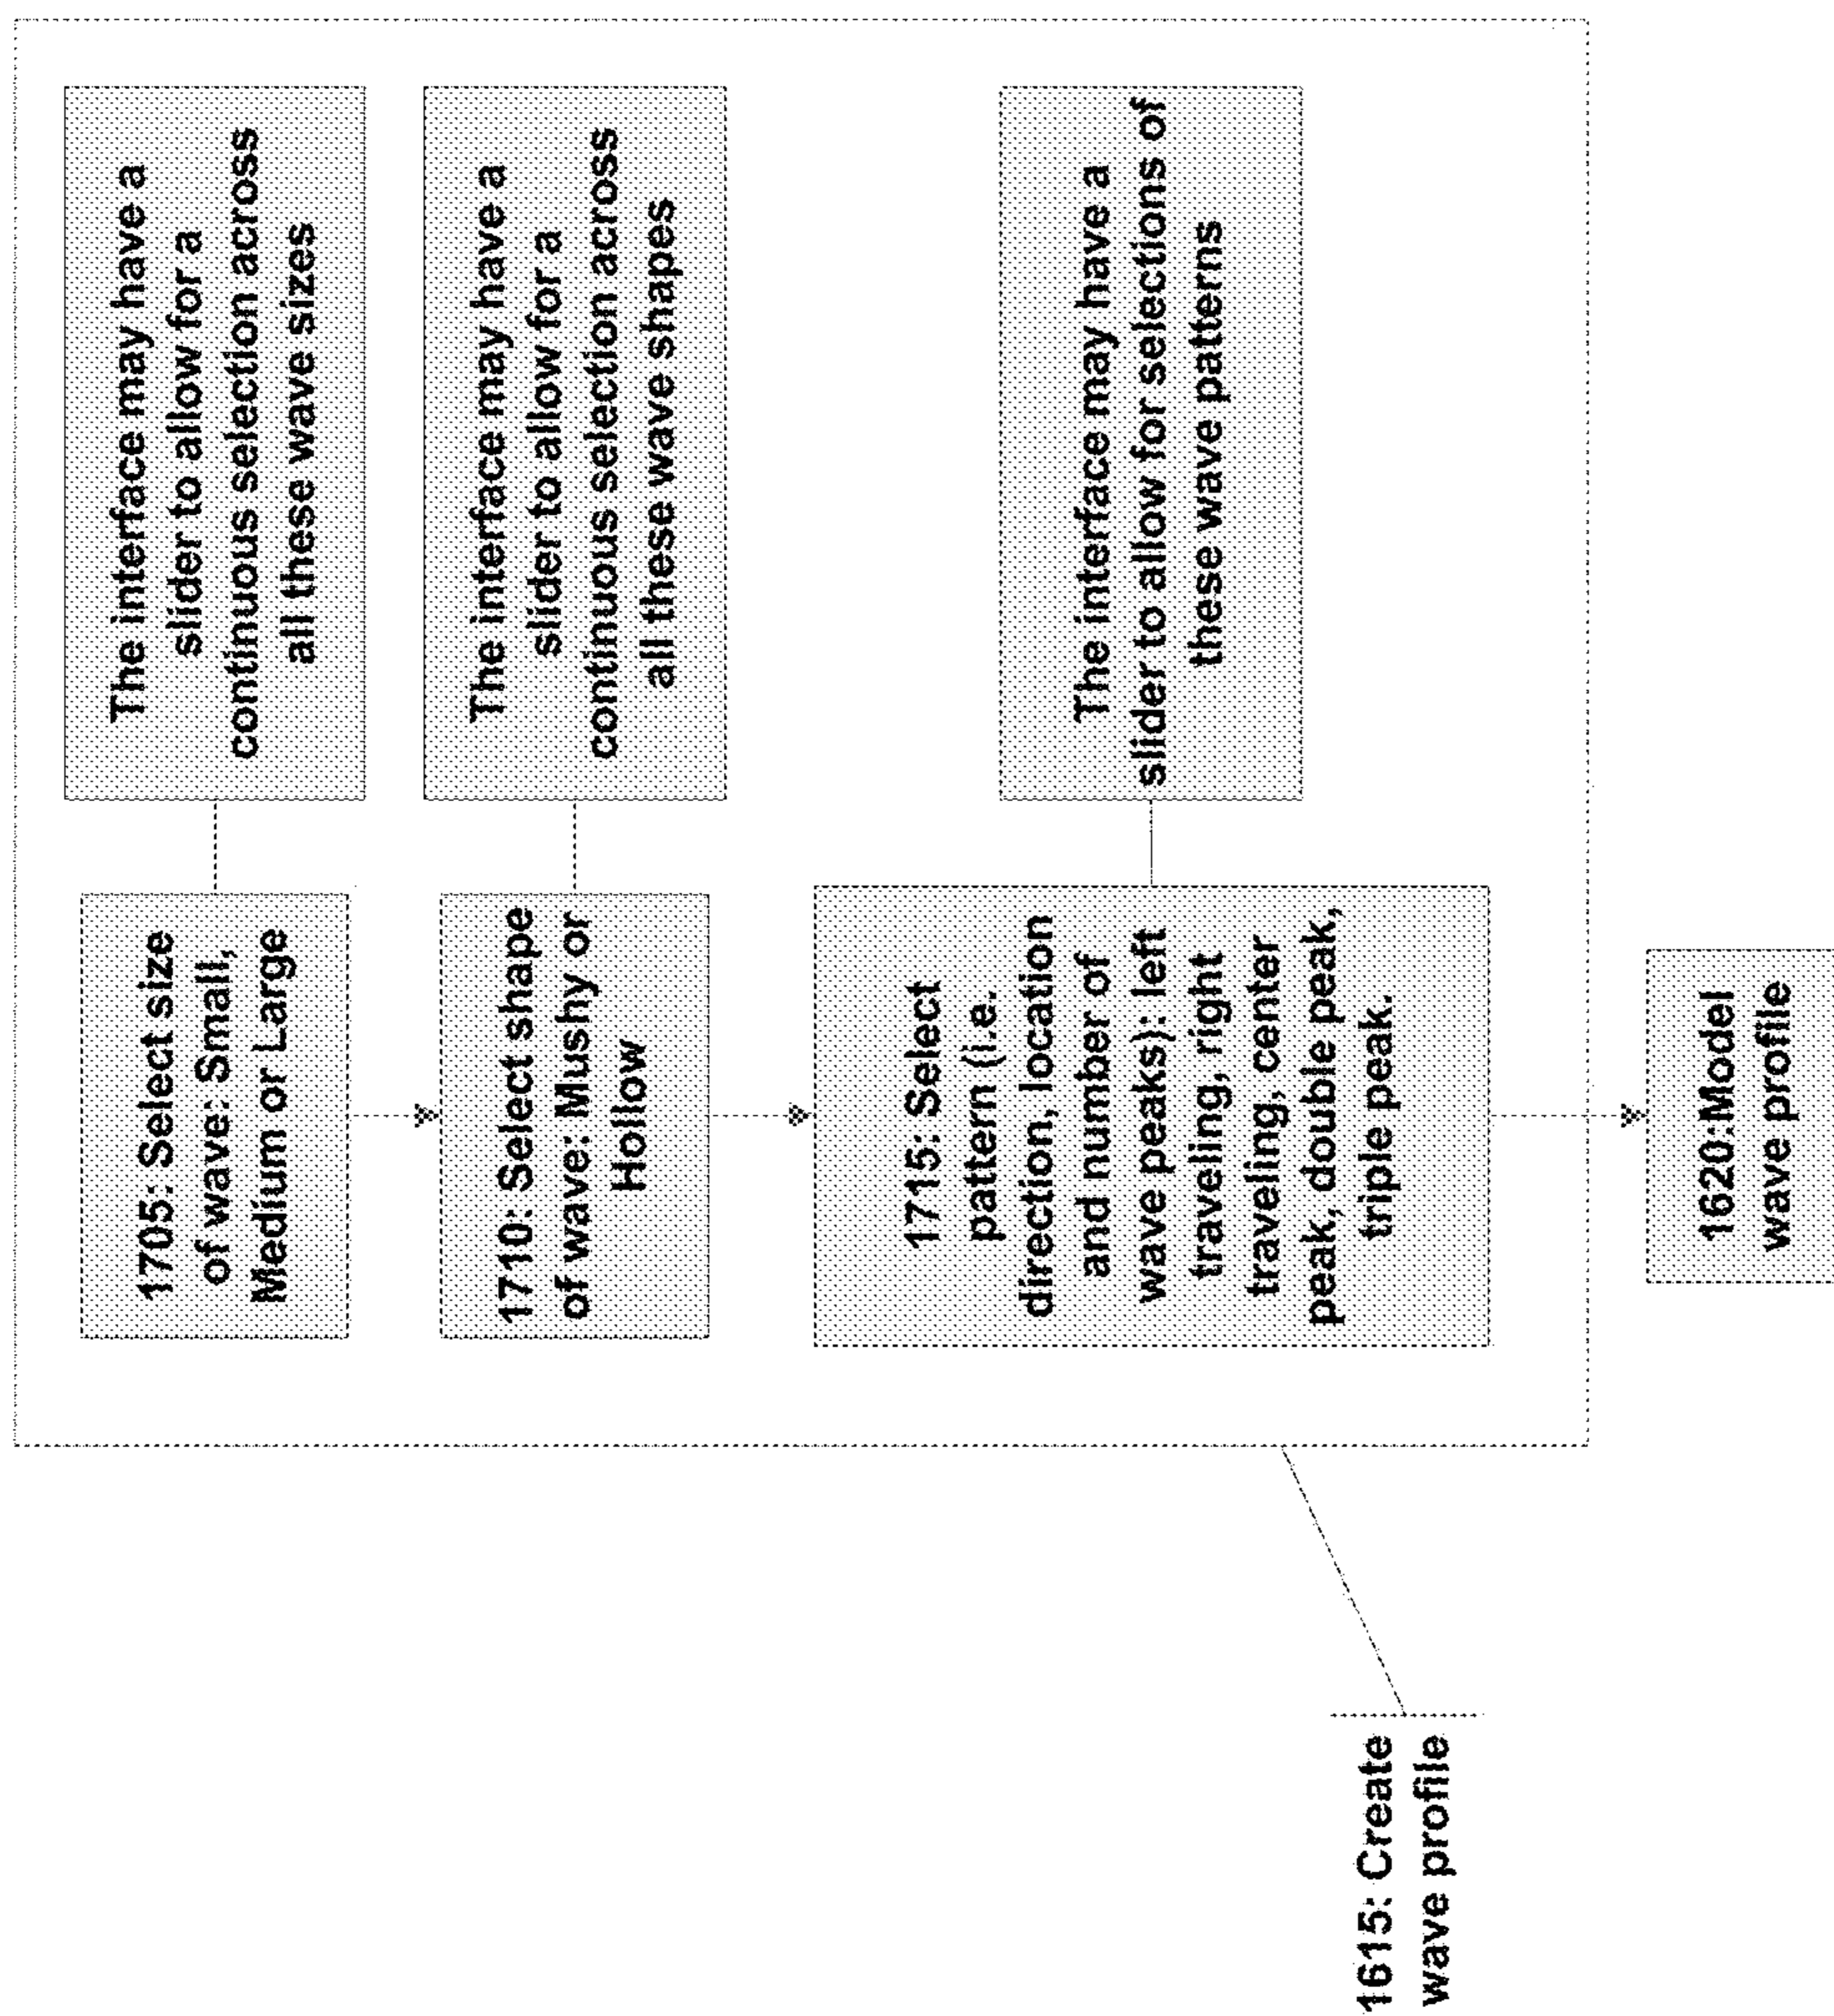 1705: Select size
of wave: Small,
Medium or Large
The interface may have a
slider to allow for a
continuous selection across
all these wave sizes
1710: Select shape
of wave: Mushy or
Hollow
The interface may have a
slider to allow for a
continuous selection across
all these wave shapes
1715: Select
pattern (i.e.
direction, location
and number of
wave peaks): left
traveling, right
traveling, center
peak, double peak,
triple peak.
The interface may have a
slider to allow for selections of
these wave patterns
1615: Create
wave profile
1620:Model
wave profile